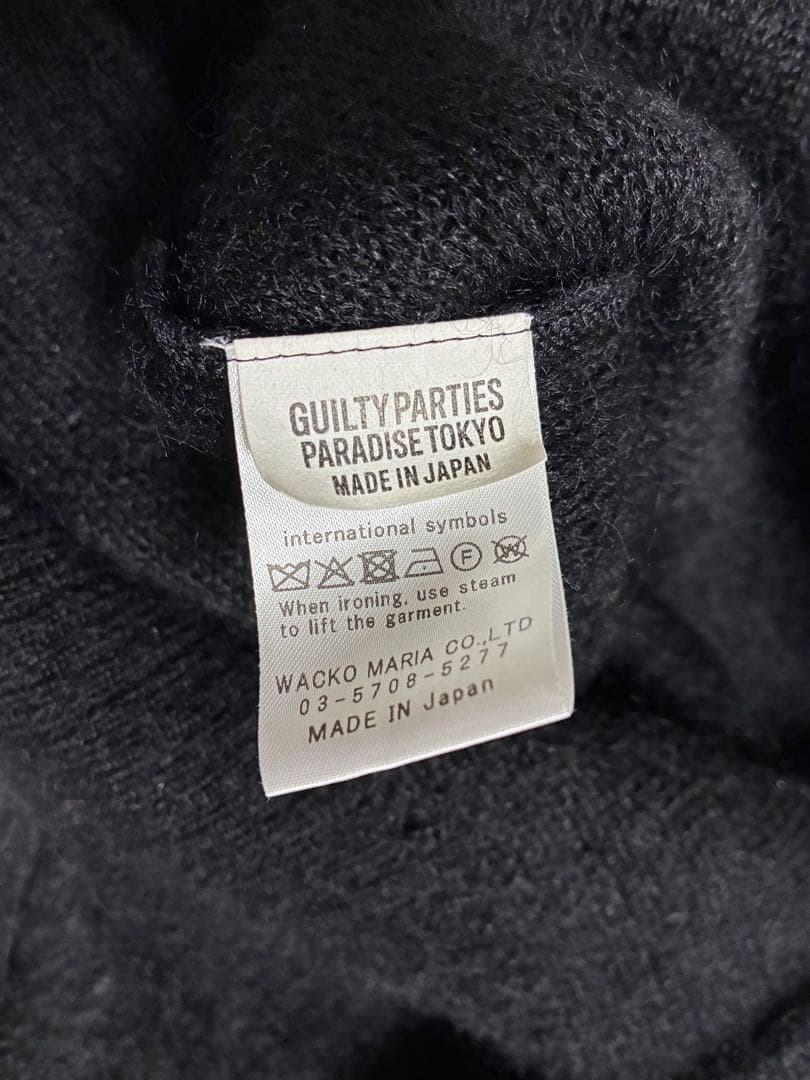 GUILTY PARTIES
PARADISE TOKYO
MADE IN JAPAN
international symbols
F W
When ironing, use steam
to lift the garment.
WACKO MARIA CO.,LTD
03-5708-5277
MADE IN Japan